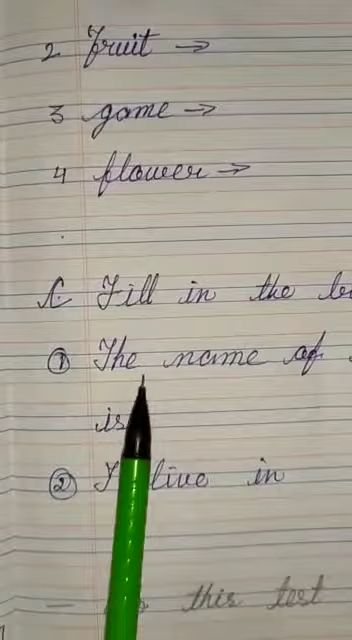 2 Fruit →
3 game →
4 flower →
C Fill in the
① The name of
is
② I live in
this test